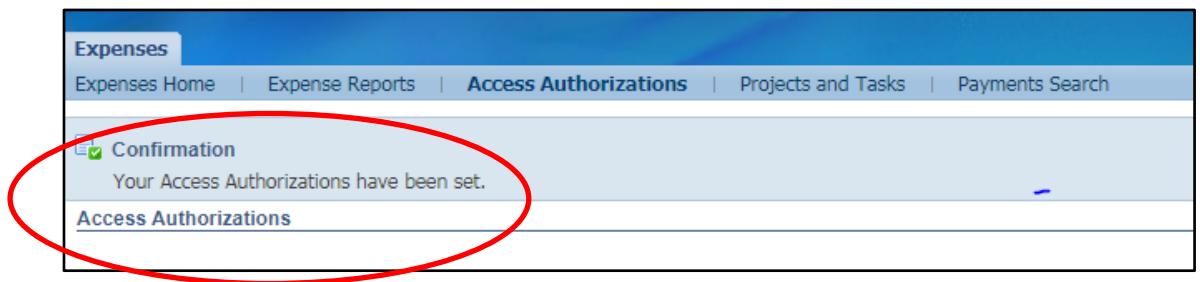 Expenses
Expenses Home | Expense Reports | Access Authorizations | Projects and Tasks | Payments Search
Confirmation
Your Access Authorizations have been set.
Access Authorizations